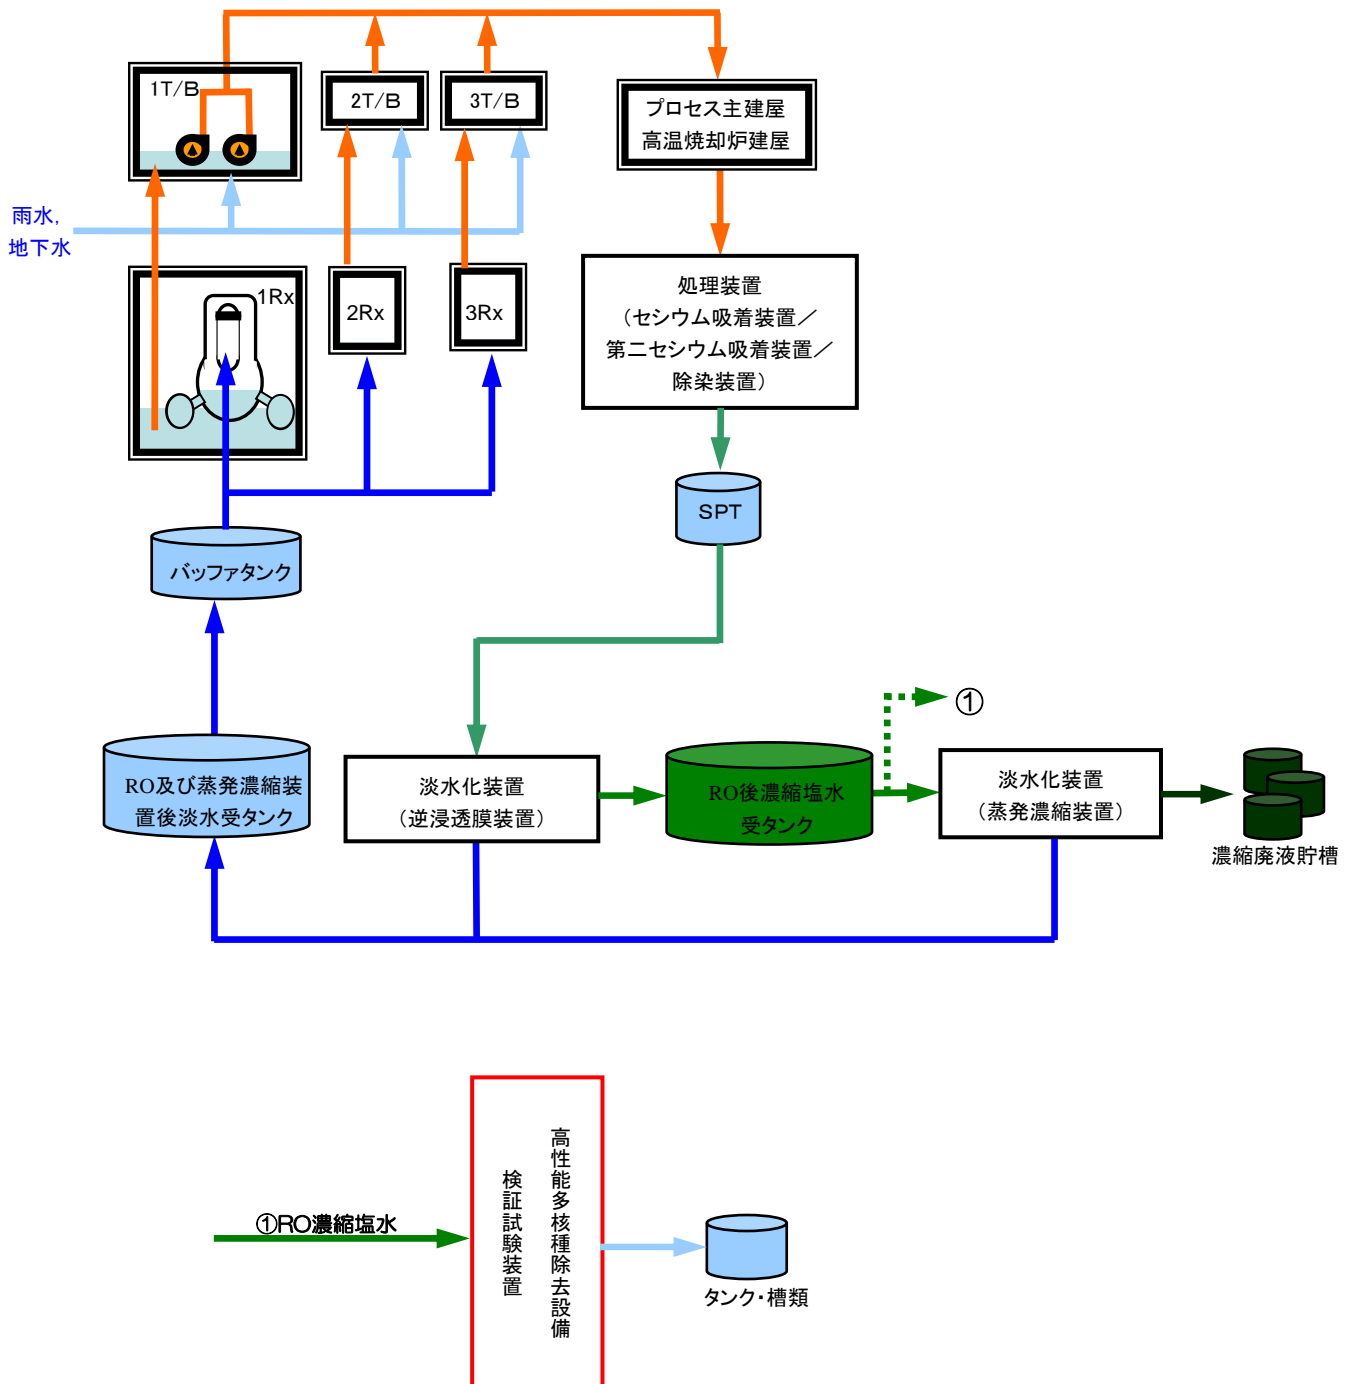 1T/B
2T/B
3T/B
プロセス主建屋
高温焼却炉建屋
雨水,
地下水
1Rx
2Rx
3Rx
処理装置
(セシウム吸着装置/
第二セシウム吸着装置/
除染装置)
SPT
バッファタンク
①
RO及び蒸発濃縮装
置後淡水受タンク
淡水化装置
(逆浸透膜装置)
RO後濃縮塩水
受タンク
淡水化装置
(蒸発濃縮装置)
濃縮廃液貯槽
①RO濃縮塩水
高性能多核種除去設備
検証試験装置
タンク・槽類